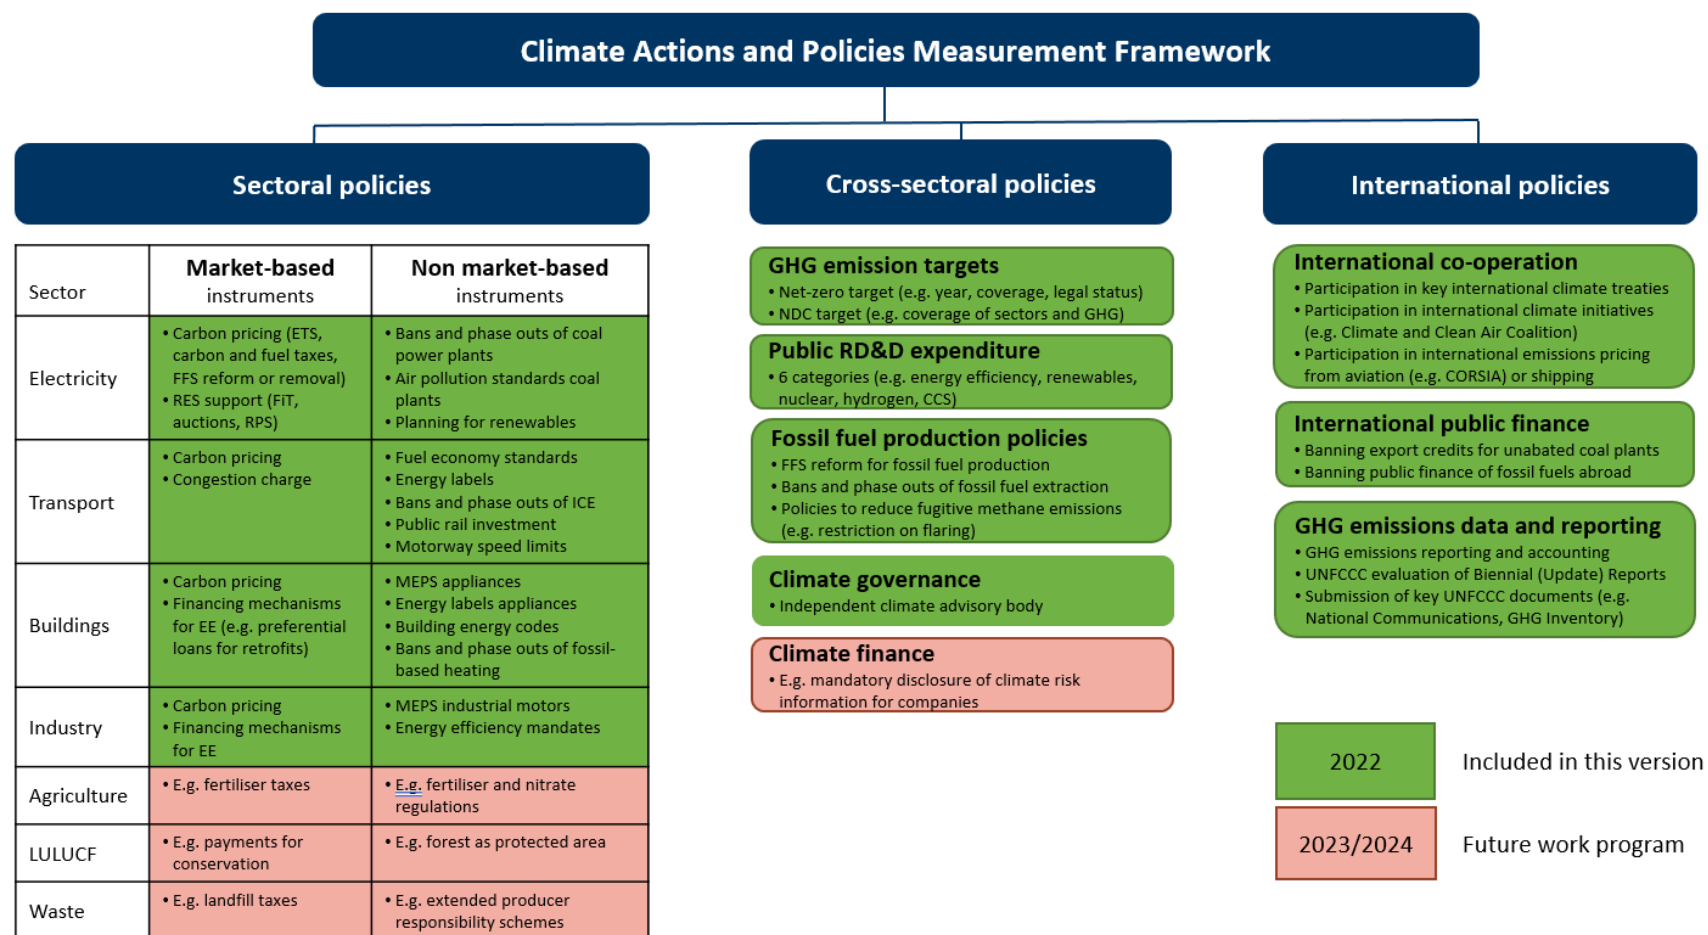 Climate Actions and Policies Measurement Framework
Sectoral policies
Cross-sectoral policies
International policies
Sector
Market-based
instruments
Non market-based
instruments
Electricity
• Carbon pricing (ETS,
carbon and fuel taxes,
FFS reform or removal)
• RES support (FiT,
auctions, RPS)
• Bans and phase outs of coal
power plants
• Air pollution standards coal
plants
• Planning for renewables
Transport
• Carbon pricing
• Congestion charge
• Fuel economy standards
• Energy labels
• Bans and phase outs of ICE
• Public rail investment
• Motorway speed limits
Buildings
• Carbon pricing
• Financing mechanisms
for EE (e.g. preferential
loans for retrofits)
• MEPS appliances
• Energy labels appliances
• Building energy codes
• Bans and phase outs of fossil-
based heating
Industry
• Carbon pricing
• Financing mechanisms
for EE
• MEPS industrial motors
• Energy efficiency mandates
Agriculture
• E.g. fertiliser taxes
• E.g. fertiliser and nitrate
regulations
LULUCF
• E.g. payments for
conservation
• E.g. forest as protected area
Waste
• E.g. landfill taxes
• E.g. extended producer
responsibility schemes
GHG emission targets
• Net-zero target (e.g. year, coverage, legal status)
• NDC target (e.g. coverage of sectors and GHG)
Public RD&D expenditure
• 6 categories (e.g. energy efficiency, renewables,
nuclear, hydrogen, CCS)
Fossil fuel production policies
• FFS reform for fossil fuel production
• Bans and phase outs of fossil fuel extraction
• Policies to reduce fugitive methane emissions
(e.g. restriction on flaring)
Climate governance
• Independent climate advisory body
Climate finance
• E.g. mandatory disclosure of climate risk
information for companies
International co-operation
• Participation in key international climate treaties
• Participation in international climate initiatives
(e.g. Climate and Clean Air Coalition)
• Participation in international emissions pricing
from aviation (e.g. CORSIA) or shipping
International public finance
• Banning export credits for unabated coal plants
• Banning public finance of fossil fuels abroad
GHG emissions data and reporting
• GHG emissions reporting and accounting
• UNFCCC evaluation of Biennial (Update) Reports
• Submission of key UNFCCC documents (e.g.
National Communications, GHG Inventory)
2022
Included in this version
2023/2024
Future work program